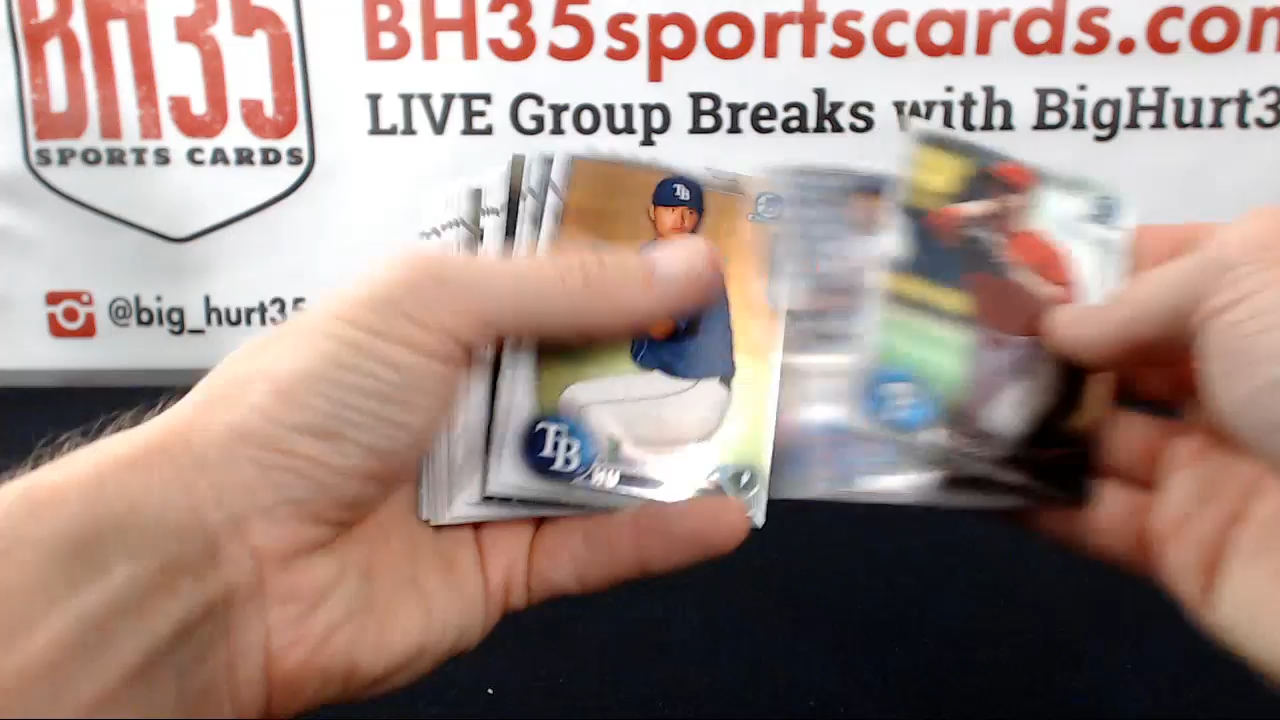 BH35
SPORTS CARDS
BH35sportscards.com
LIVE Group Breaks with BigHurt3
@big_hurt35
TB
TB